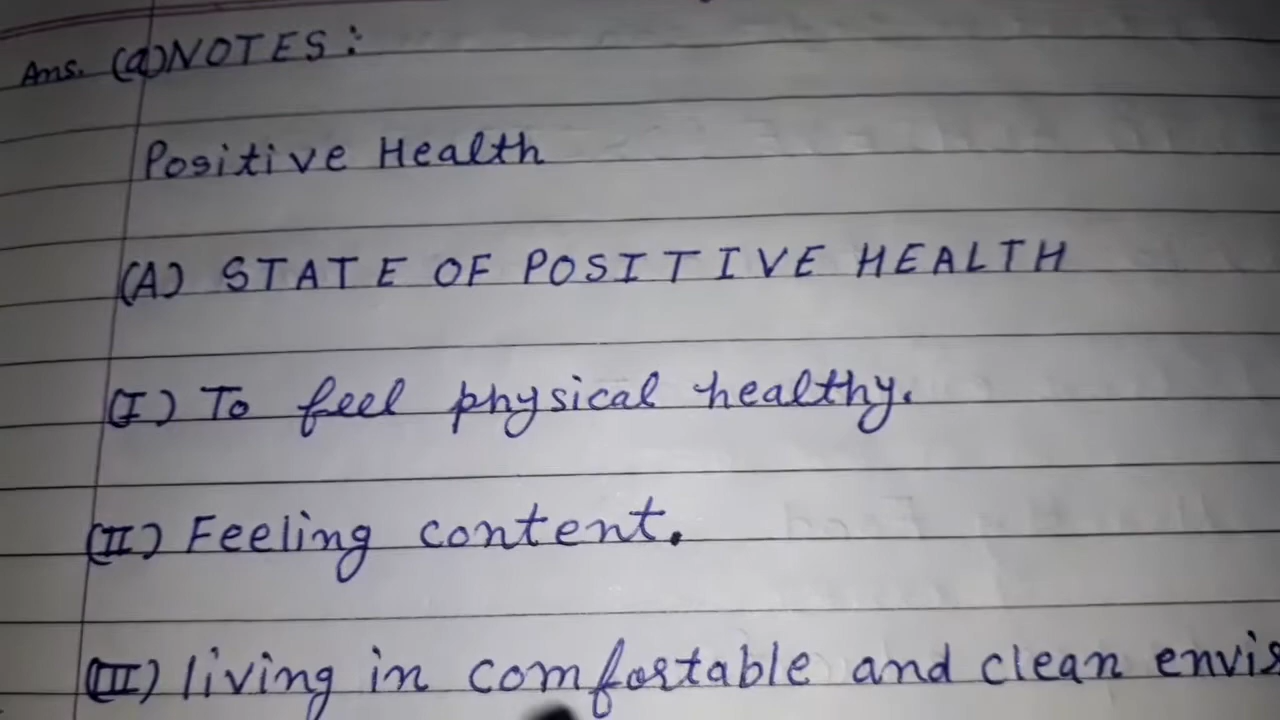 Ans. (a) NOTES:
Positive Health
(A) STATE OF POSITIVE HEALTH
(I) To feel physical healthy.
(II) Feeling content.
(III) living in comfortable and clean